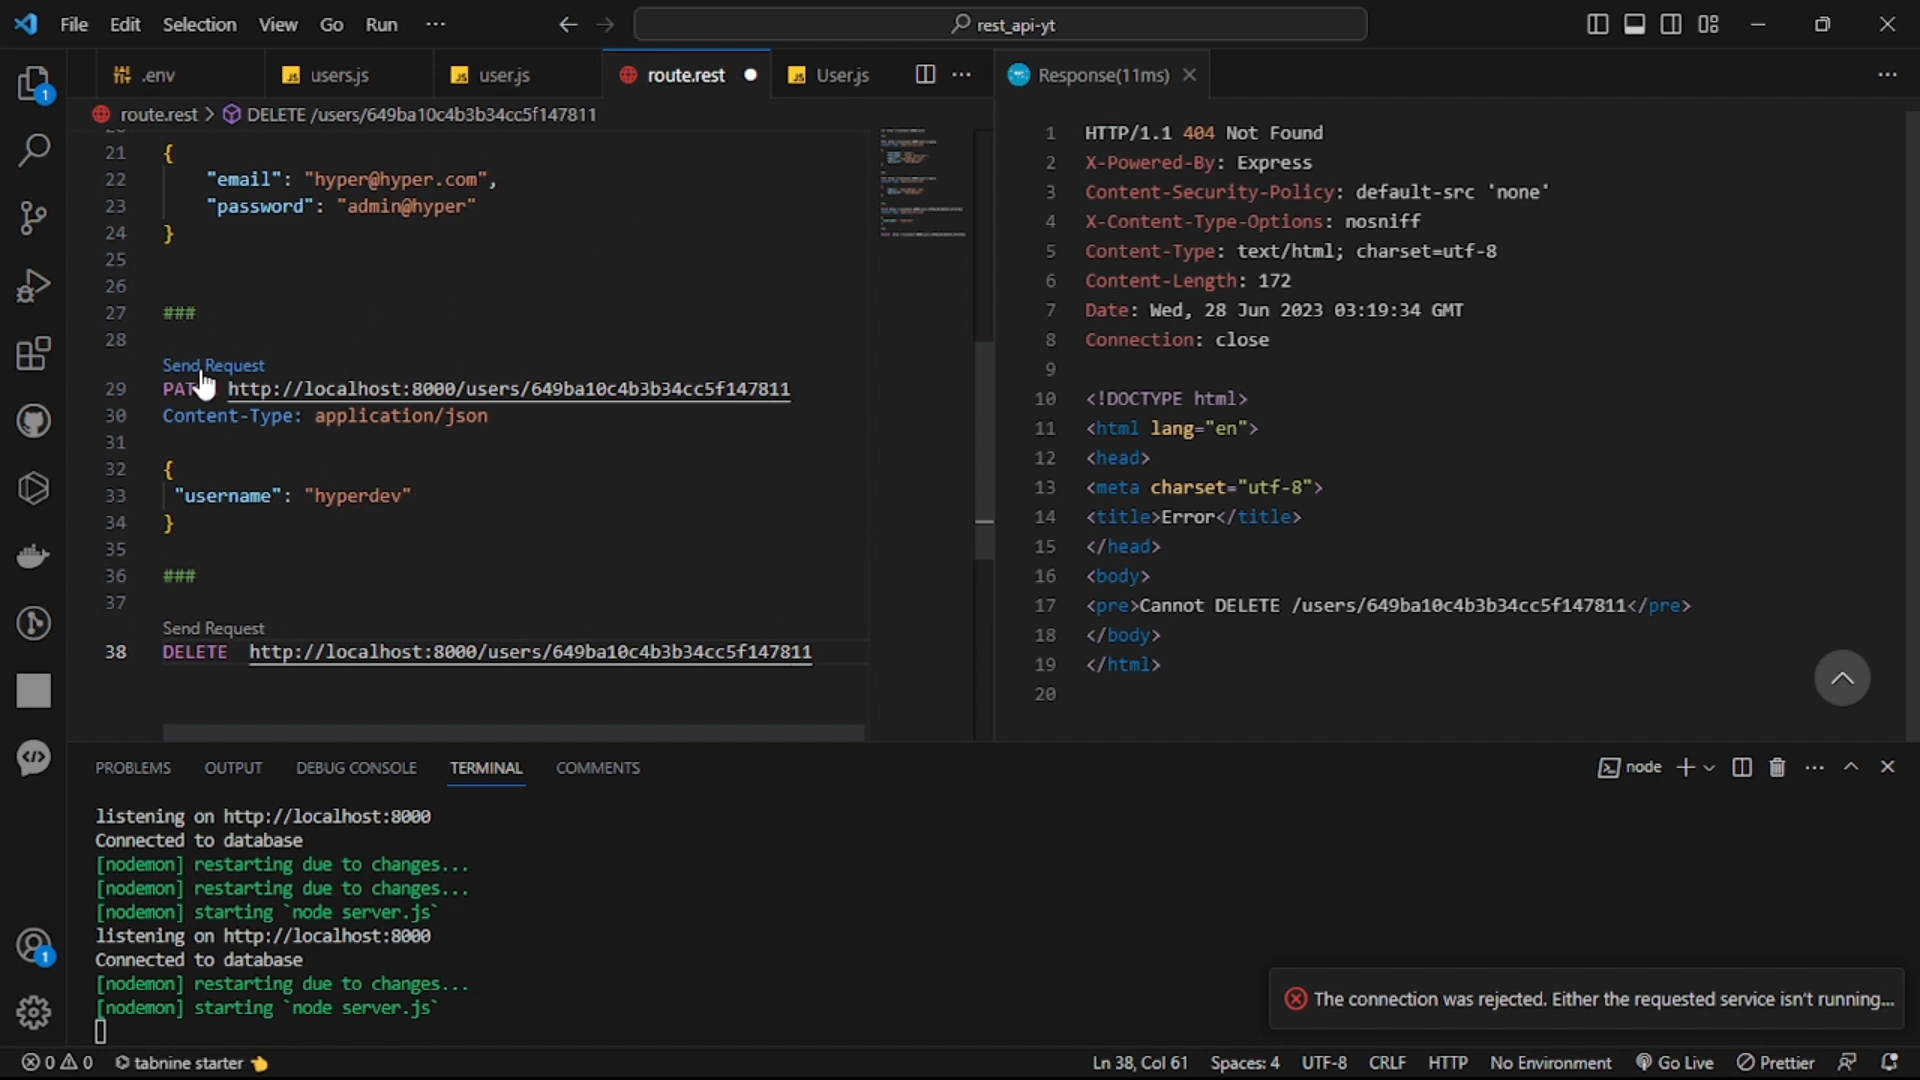 File Edit Selection View Go Run ···
rest_api-yt
.env users.js user.js route.rest User.js
Response(11ms)
route.rest > DELETE /users/649ba10c4b3b34cc5f147811
21 {
22 "email": "hyper@hyper.com",
23 "password": "admin@hyper"
24 }
25
26
27 ###
28
Send Request
29 PAT http://localhost:8000/users/649ba10c4b3b34cc5f147811
30 Content-Type: application/json
31
32 {
33 "username": "hyperdev"
34 }
35
36 ###
37
Send Request
38 DELETE http://localhost:8000/users/649ba10c4b3b34cc5f147811
1 HTTP/1.1 404 Not Found
2 X-Powered-By: Express
3 Content-Security-Policy: default-src 'none'
4 X-Content-Type-Options: nosniff
5 Content-Type: text/html; charset=utf-8
6 Content-Length: 172
7 Date: Wed, 28 Jun 2023 03:19:34 GMT
8 Connection: close
9
10 <!DOCTYPE html>
11 <html lang="en">
12 <head>
13 <meta charset="utf-8">
14 <title>Error</title>
15 </head>
16 <body>
17 <pre>Cannot DELETE /users/649ba10c4b3b34cc5f147811</pre>
18 </body>
19 </html>
20
PROBLEMS OUTPUT DEBUG CONSOLE TERMINAL COMMENTS
node
listening on http://localhost:8000
Connected to database
[nodemon] restarting due to changes...
[nodemon] restarting due to changes...
[nodemon] starting `node server.js`
listening on http://localhost:8000
Connected to database
[nodemon] restarting due to changes...
[nodemon] starting `node server.js`
The connection was rejected. Either the requested service isn't running...
1
1
0 0 tabnine starter
Ln 38, Col 61 Spaces: 4 UTF-8 CRLF HTTP No Environment Go Live Prettier